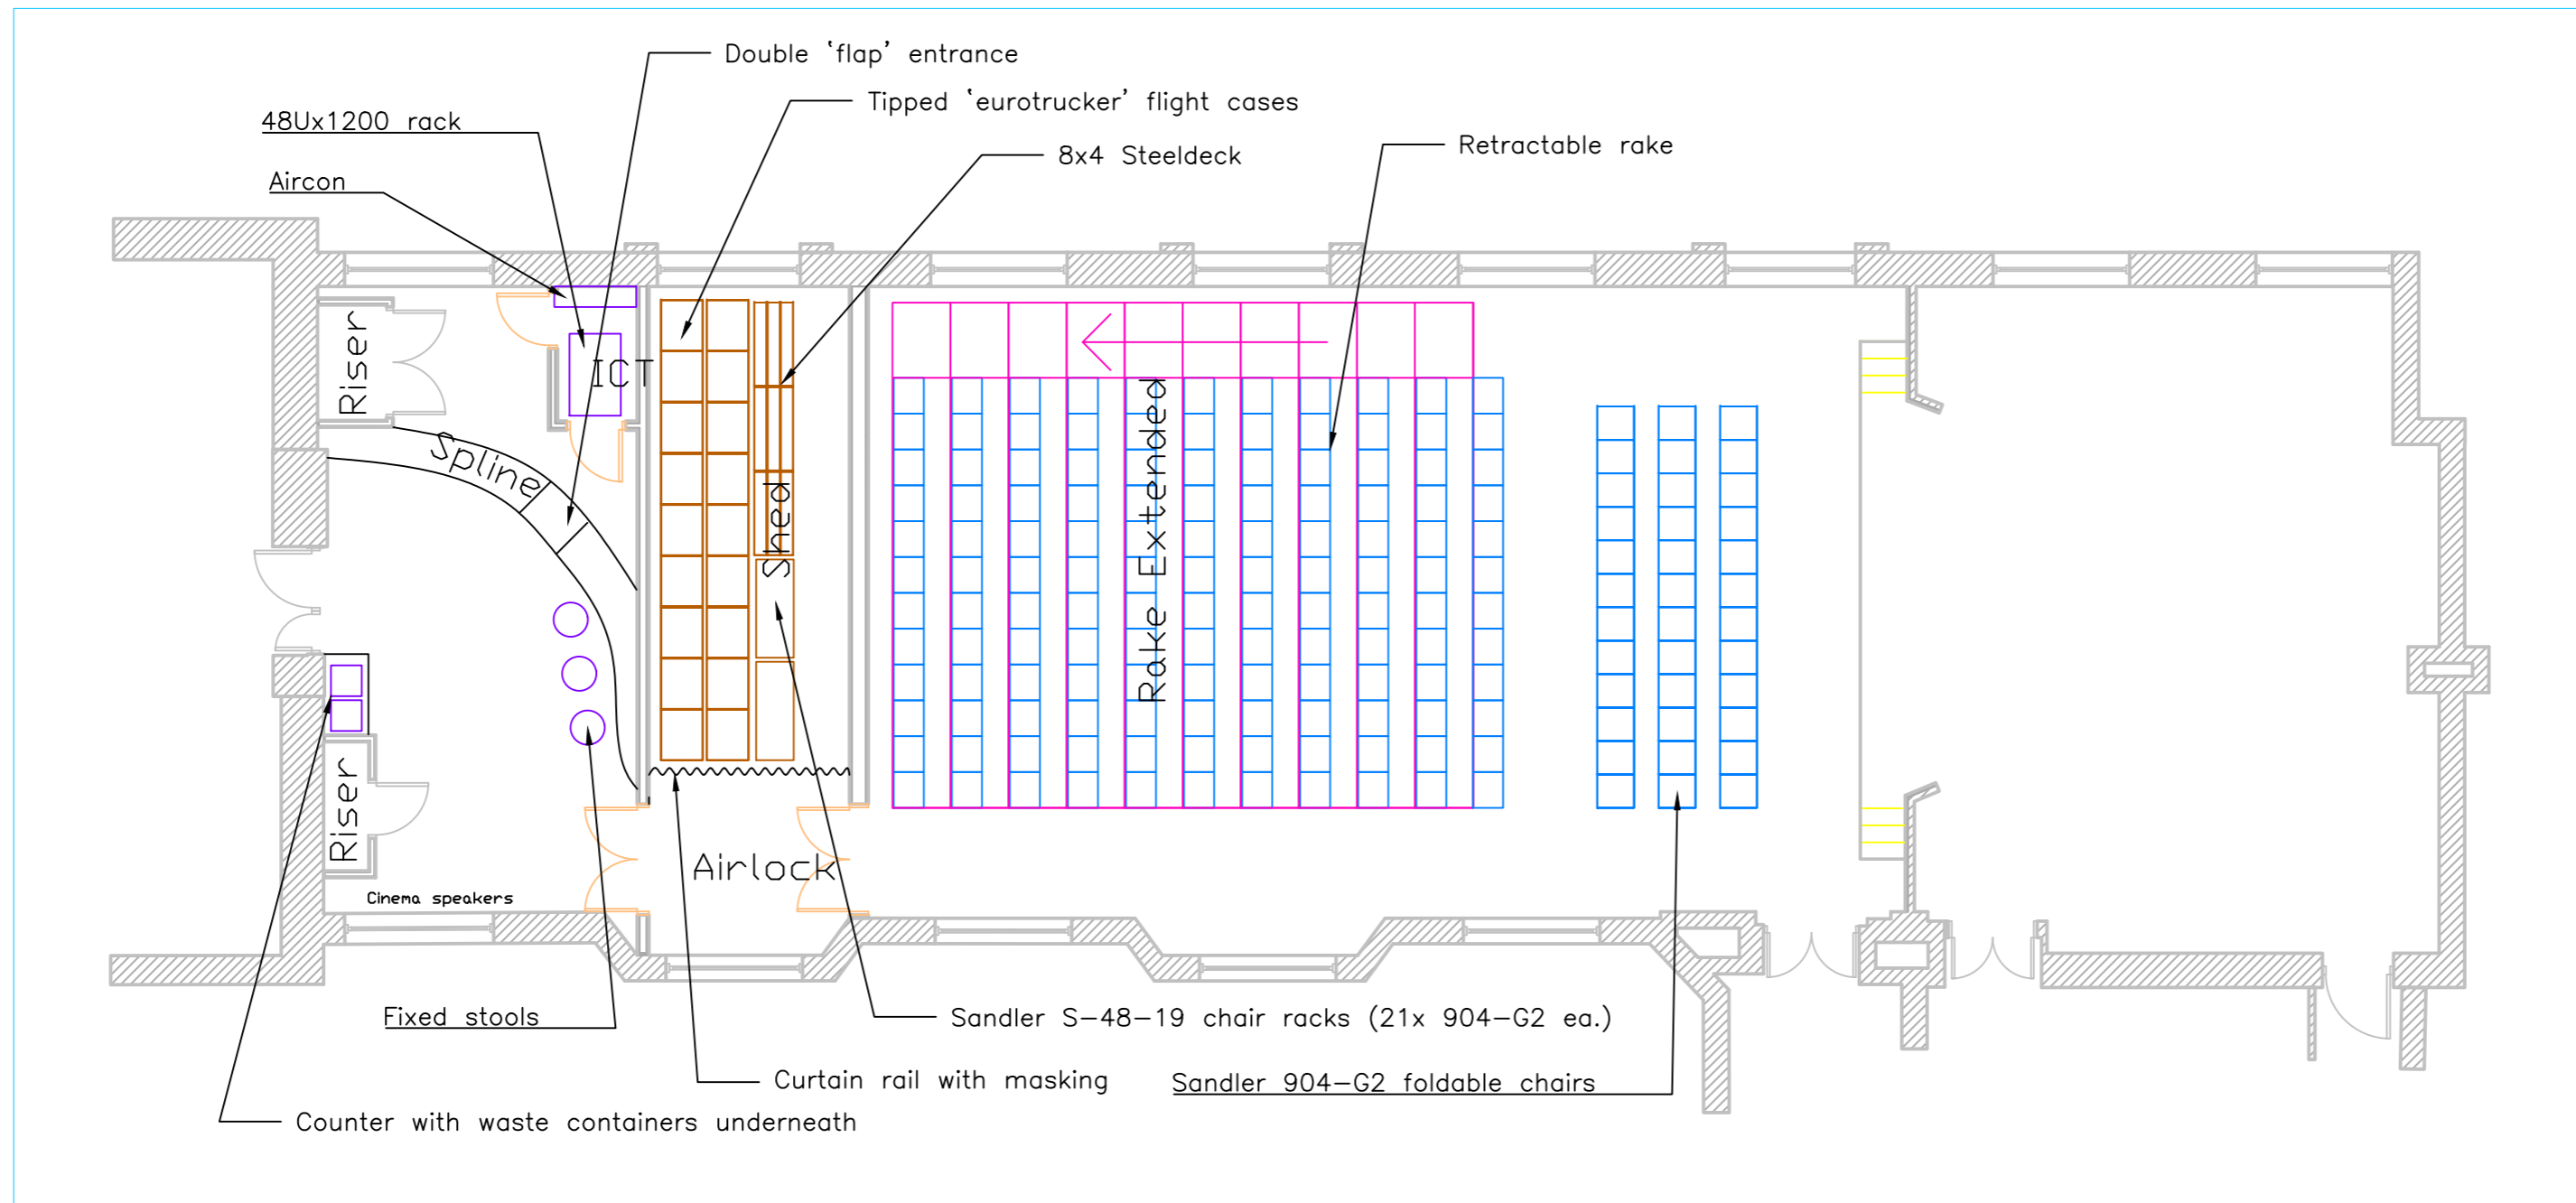 Double ‘flap’ entrance
Tipped ‘eurotrucker’ flight cases
48Ux1200 rack
Retractable rake
8x4 Steeldeck
Aircon
Riser
ICT
Spline
Shed
Rake Extended
Riser
Airlock
Cinema speakers
Fixed stools
Sandler S-48-19 chair racks (21x 904-G2 ea.)
Curtain rail with masking
Sandler 904-G2 foldable chairs
Counter with waste containers underneath